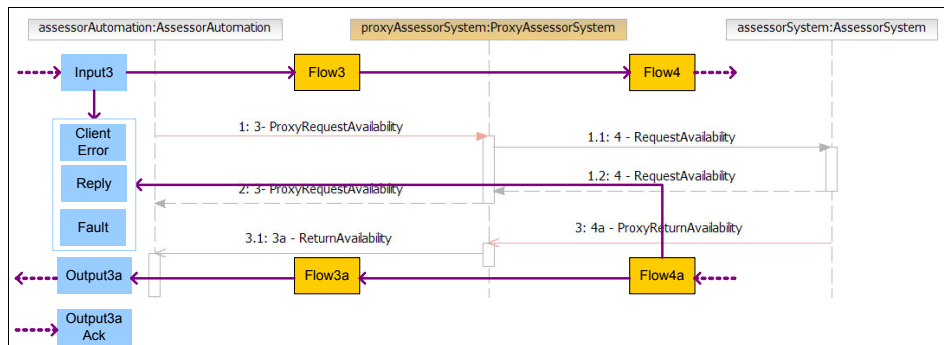 assessorAutomation:AssessorAutomation
proxyAssessorSystem:ProxyAssessorSystem
assessorSystem:AssessorSystem
Input3
Flow3
Flow4
Client
Error
1: 3- ProxyRequestAvailability
1.1: 4 - RequestAvailability
Reply
1.2: 4 - RequestAvailability
2: 3- ProxyRequestAvailability
Fault
3: 4a - ProxyReturnAvailability
3.1: 3a - ReturnAvailability
Output3a
Flow3a
Flow4a
Output3a
Ack